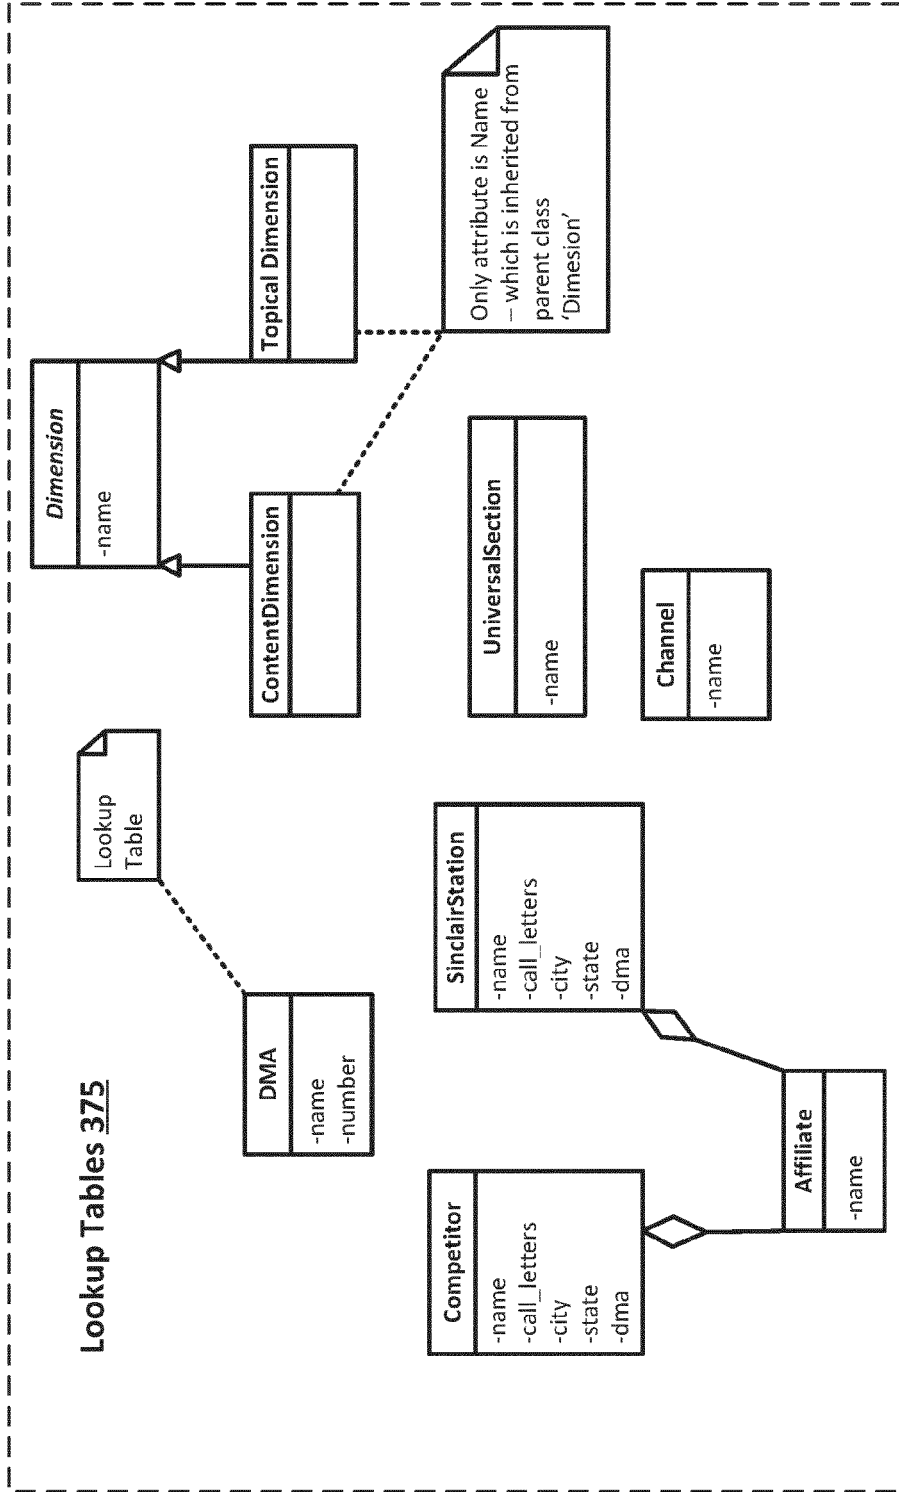 Lookup Tables 375
Lookup
Table
Dimension
-name
DMA
-name
-number
ContentDimension
Topical Dimension
Competitor
-name
-call_letters
-city
-state
-dma
SinclairStation
-name
-call_letters
-city
-state
-dma
UniversalSection
-name
Only attribute is Name
– which is inherited from
parent class
‘Dimesion’
Channel
-name
Affiliate
-name